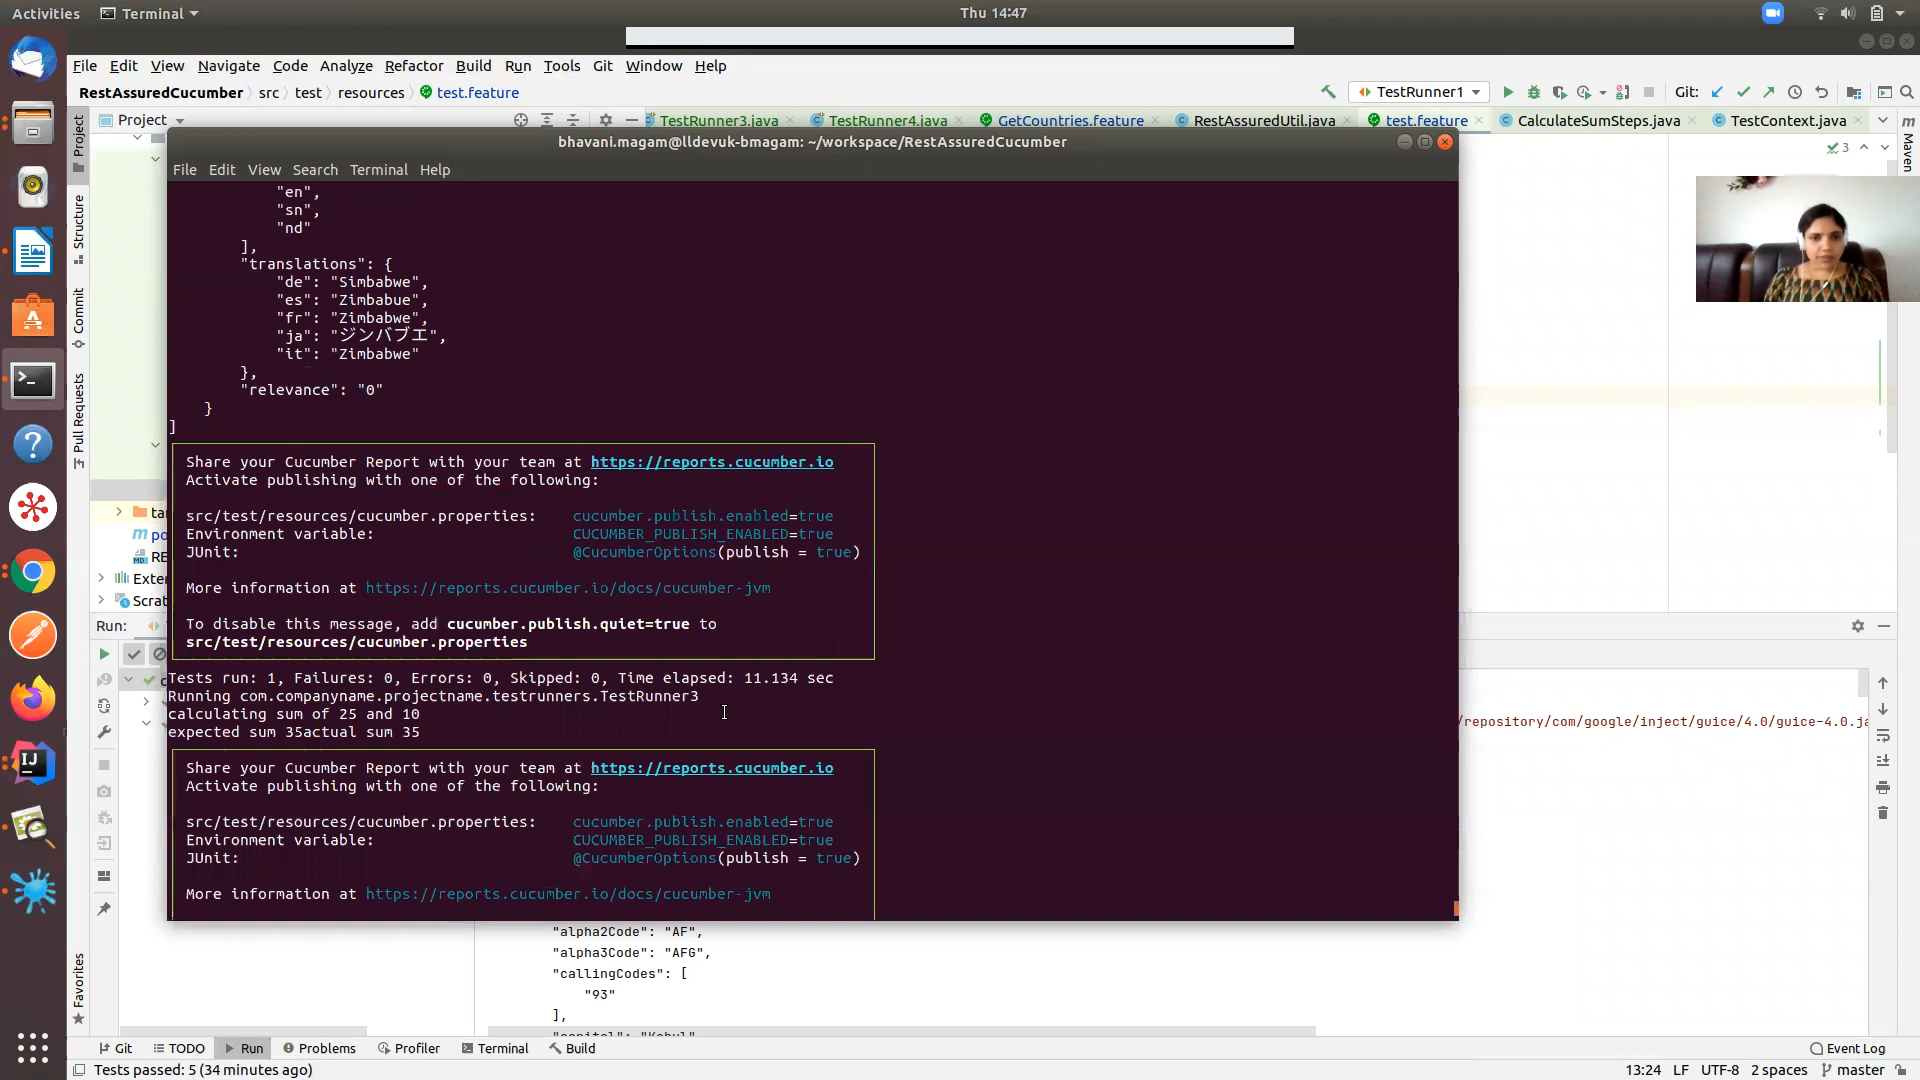 Activities
Terminal
Thu 14:47
File Edit View Navigate Code Analyze Refactor Build Run Tools Git Window Help
RestAssuredCucumber src test resources test.feature
TestRunner1
Git:
Project
TestRunner3.java
TestRunner4.java
GetCountries.feature
RestAssuredUtil.java
test.feature
CalculateSumSteps.java
TestContext.java
Maven
3
Project
Structure
Commit
Pull Requests
Favorites
bhavani.magam@lldevuk-bmagam: ~/workspace/RestAssuredCucumber
File Edit View Search Terminal Help
"en",
"sn",
"nd"
],
"translations": {
"de": "Simbabwe",
"es": "Zimbabue",
"fr": "Zimbabwe",
"ja": "ジンバブエ",
"it": "Zimbabwe"
},
"relevance": "0"
}
]
Share your Cucumber Report with your team at https://reports.cucumber.io
Activate publishing with one of the following:
src/test/resources/cucumber.properties: cucumber.publish.enabled=true
Environment variable: CUCUMBER_PUBLISH_ENABLED=true
JUnit: @CucumberOptions(publish = true)
More information at https://reports.cucumber.io/docs/cucumber-jvm
To disable this message, add cucumber.publish.quiet=true to
src/test/resources/cucumber.properties
Tests run: 1, Failures: 0, Errors: 0, Skipped: 0, Time elapsed: 11.134 sec
Running com.companyname.projectname.testrunners.TestRunner3
calculating sum of 25 and 10
expected sum 35actual sum 35
Share your Cucumber Report with your team at https://reports.cucumber.io
Activate publishing with one of the following:
src/test/resources/cucumber.properties: cucumber.publish.enabled=true
Environment variable: CUCUMBER_PUBLISH_ENABLED=true
JUnit: @CucumberOptions(publish = true)
More information at https://reports.cucumber.io/docs/cucumber-jvm
tar
po
RE
Exter
Scrat
Run:
/repository/com/google/inject/guice/4.0/guice-4.0.ja
"alpha2Code": "AF",
"alpha3Code": "AFG",
"callingCodes": [
"93"
],
Git TODO Run Problems Profiler Terminal Build
Event Log
Tests passed: 5 (34 minutes ago)
13:24 LF UTF-8 2 spaces master